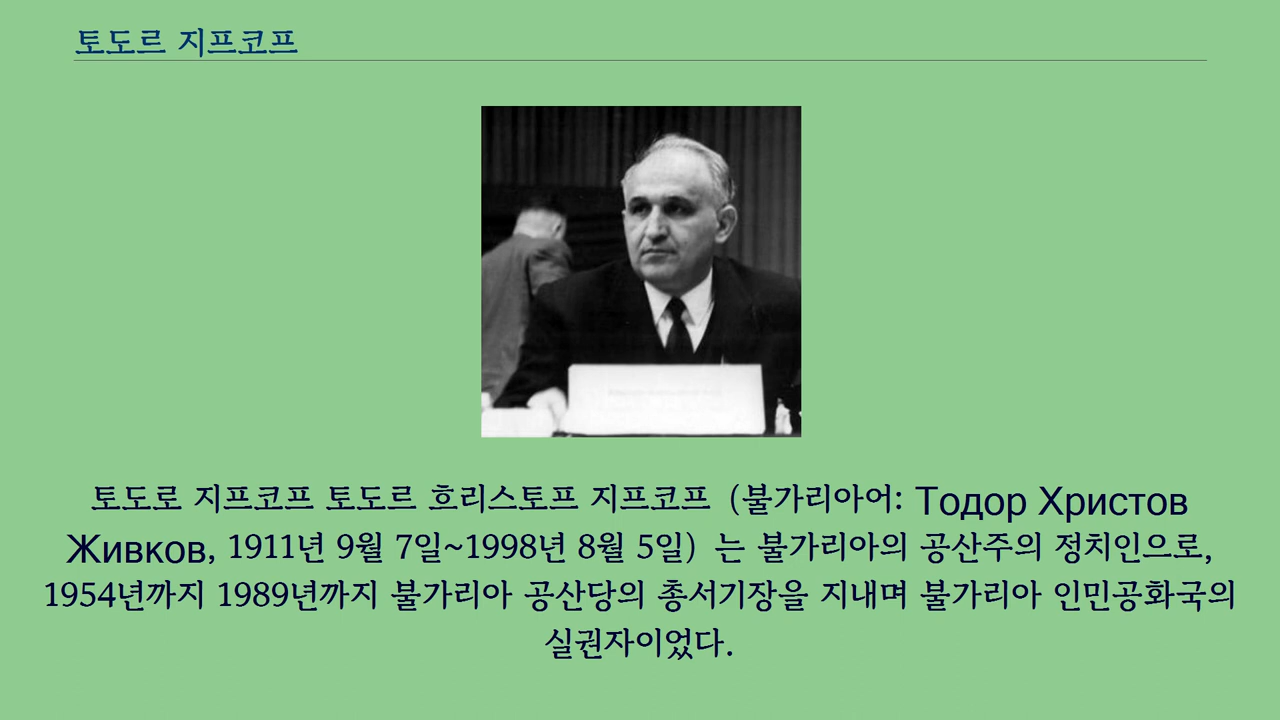 토도르 지프코프
토도로 지프코프 토도르 흐리스토프 지프코프 (불가리아어: Тодор Христов
Живков, 1911년 9월 7일~1998년 8월 5일) 는 불가리아의 공산주의 정치인으로,
1954년까지 1989년까지 불가리아 공산당의 총서기장을 지내며 불가리아 인민공화국의
실권자이었다.